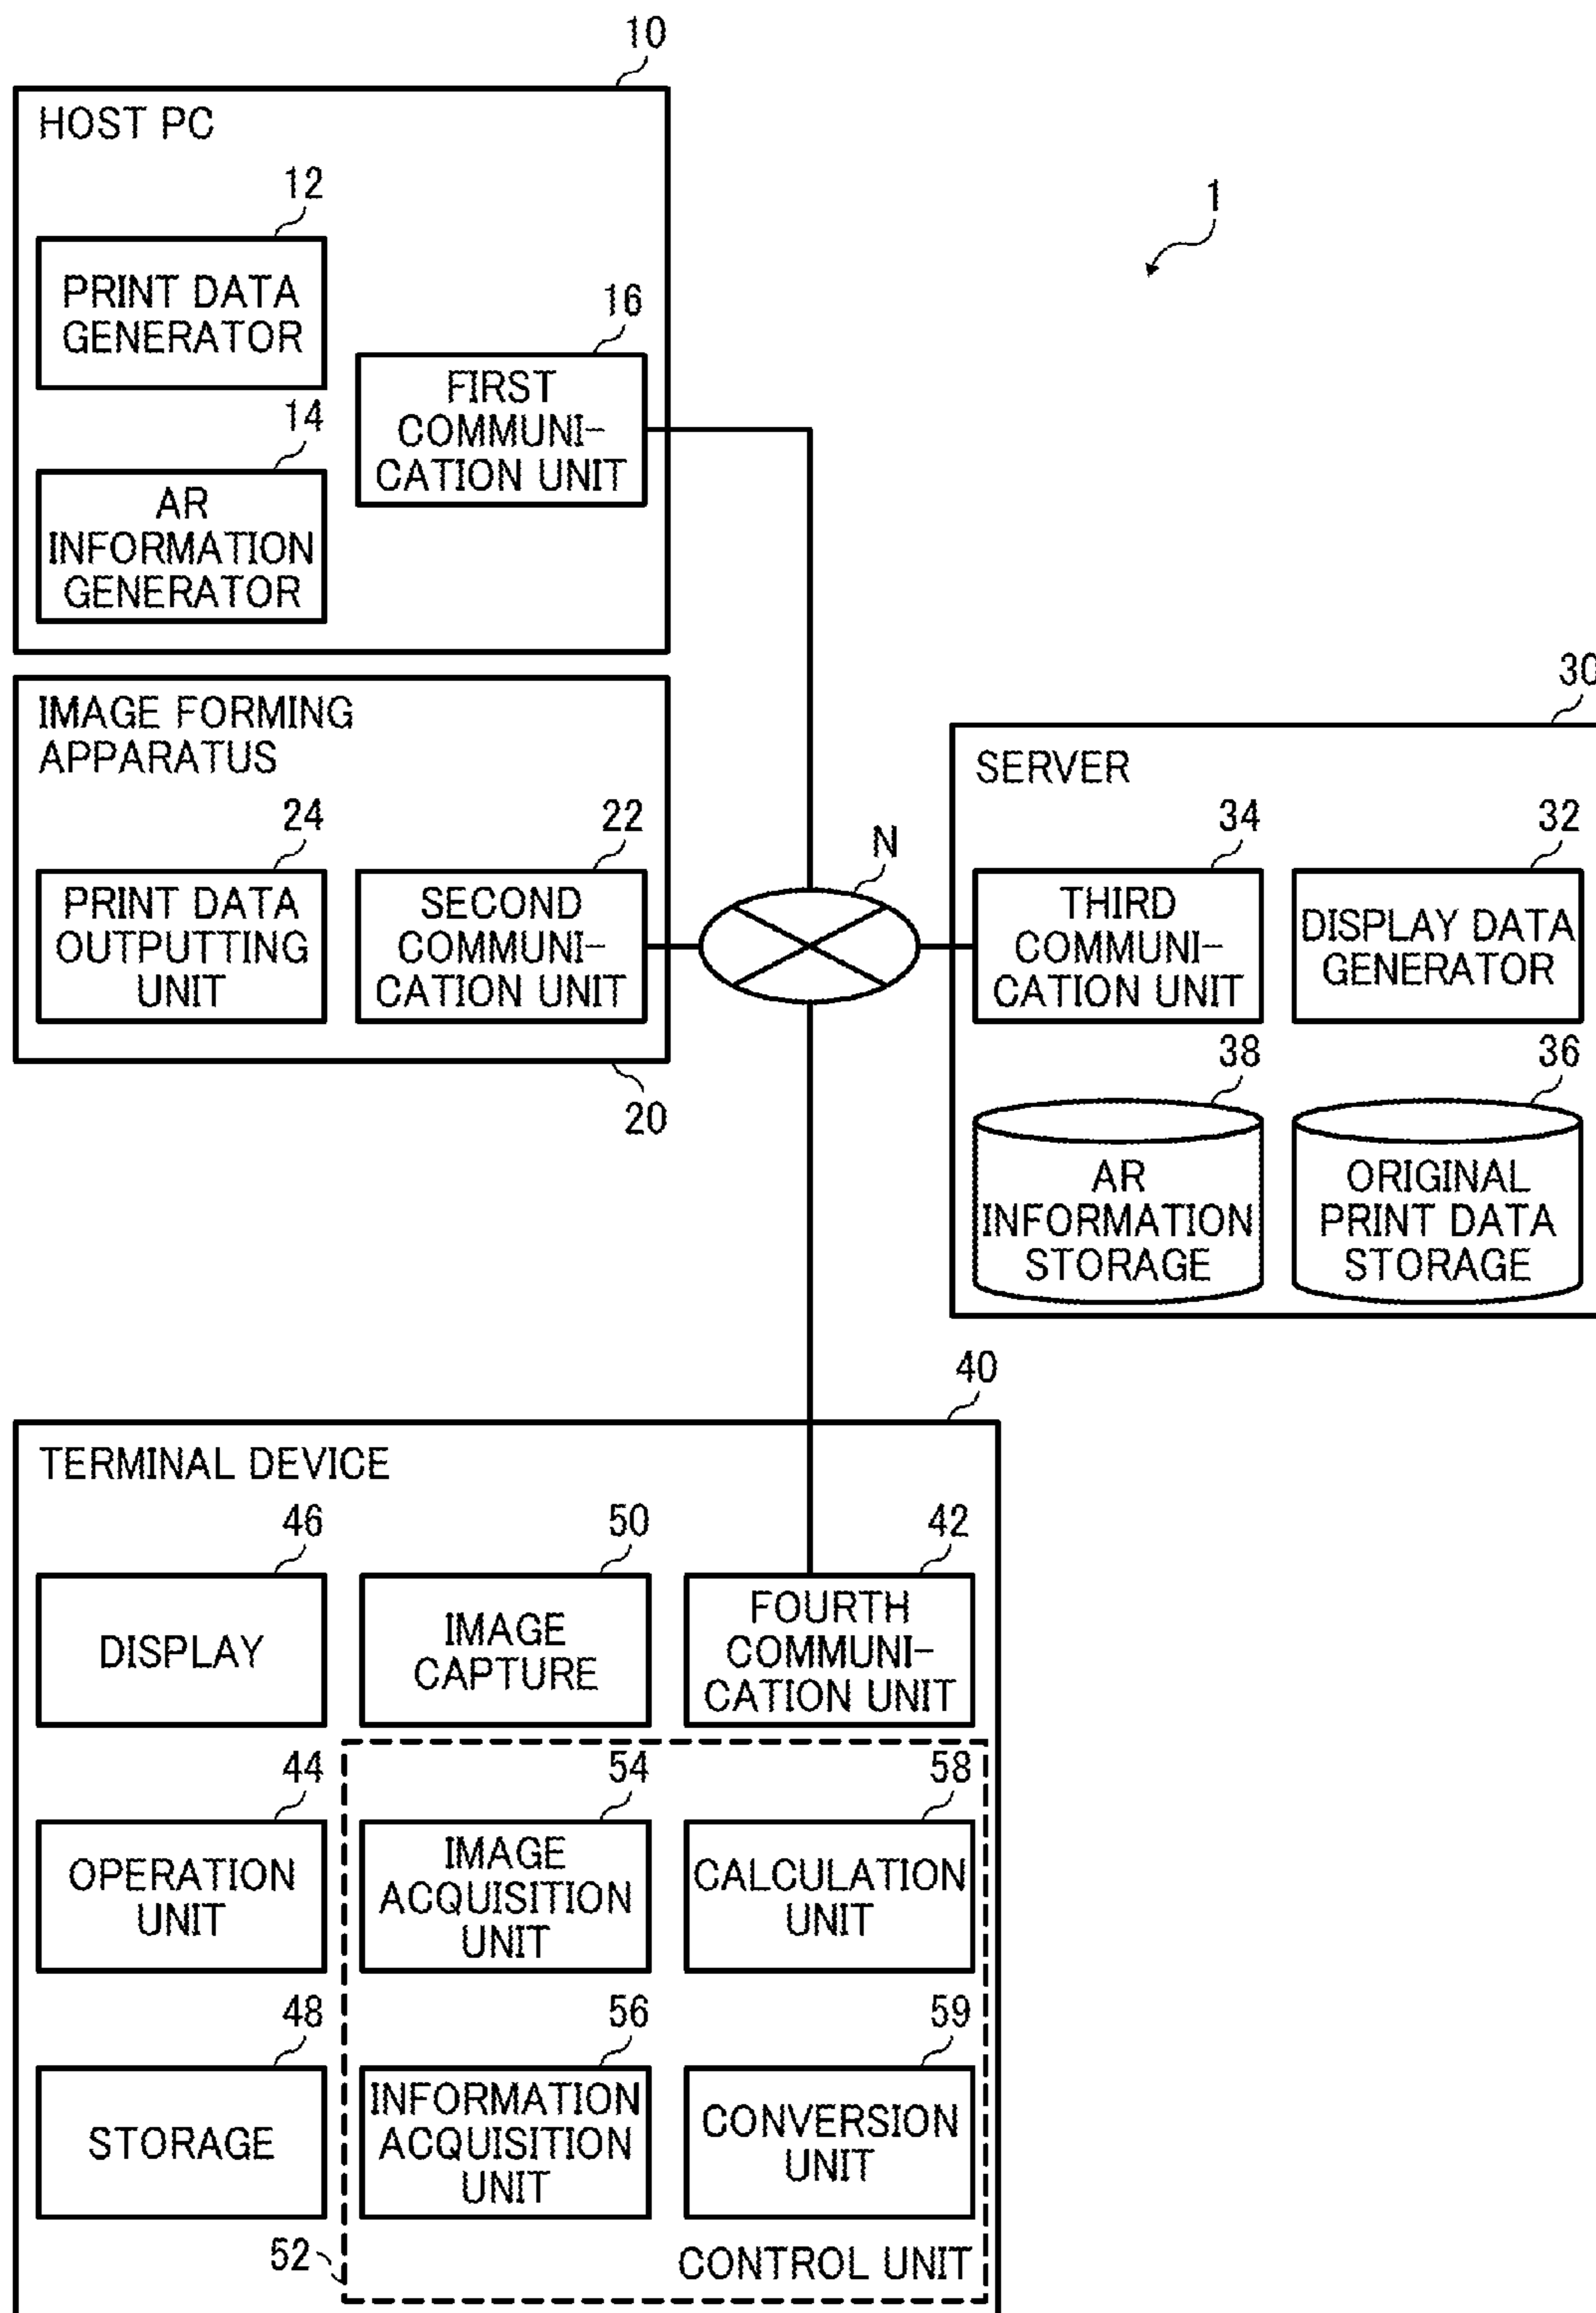 10
HOST PC
1
12
PRINT DATA
GENERATOR
16
FIRST
COMMUNI-
CATION UNIT
14
AR
INFORMATION
GENERATOR
IMAGE FORMING
APPARATUS
24
PRINT DATA
OUTPUTTING
UNIT
22
SECOND
COMMUNI-
CATION UNIT
20
N
30
SERVER
34
THIRD
COMMUNI-
CATION UNIT
32
DISPLAY DATA
GENERATOR
38
AR
INFORMATION
STORAGE
36
ORIGINAL
PRINT DATA
STORAGE
40
TERMINAL DEVICE
46
DISPLAY
50
IMAGE
CAPTURE
42
FOURTH
COMMUNI-
CATION UNIT
44
OPERATION
UNIT
54
IMAGE
ACQUISITION
UNIT
58
CALCULATION
UNIT
48
STORAGE
56
INFORMATION
ACQUISITION
UNIT
59
CONVERSION
UNIT
52
CONTROL UNIT